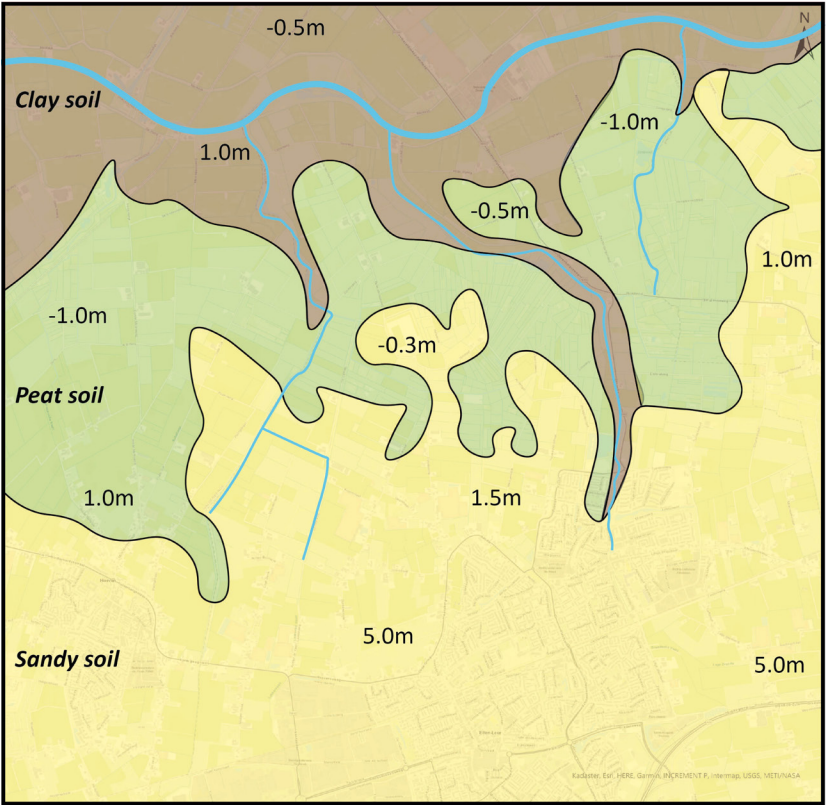 N
-0.5m
Clay soil
-1.0m
1.0m
-0.5m
1.0m
-1.0m
-0.3m
Peat soil
1.0m
1.5m
5.0m
Sandy soil
5.0m
Kadaster, Esri, HERE, Garmin, INCREMENT P, Intermap, USGS, METI/NASA